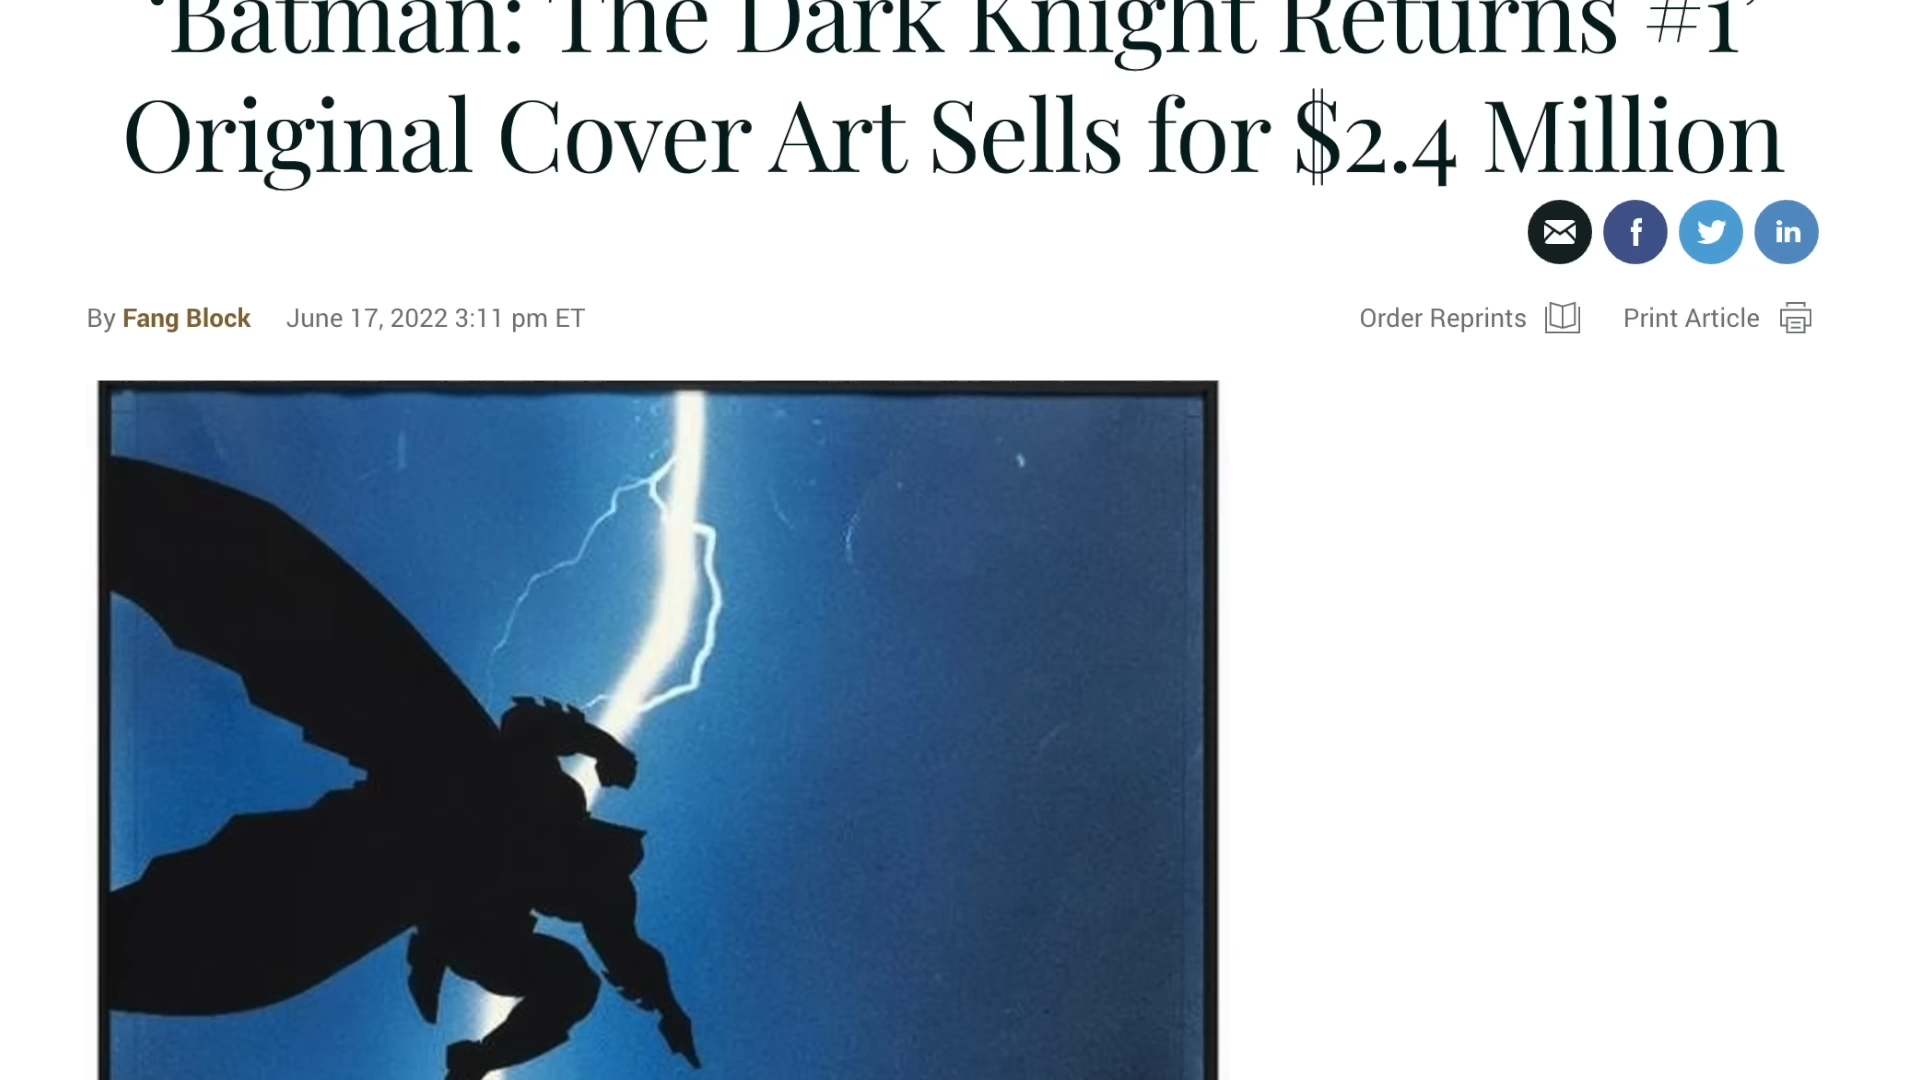 ‘Batman: The Dark Knight Returns #1’
Original Cover Art Sells for $2.4 Million
f
in
By Fang Block June 17, 2022 3:11 pm ET
Order Reprints Print Article